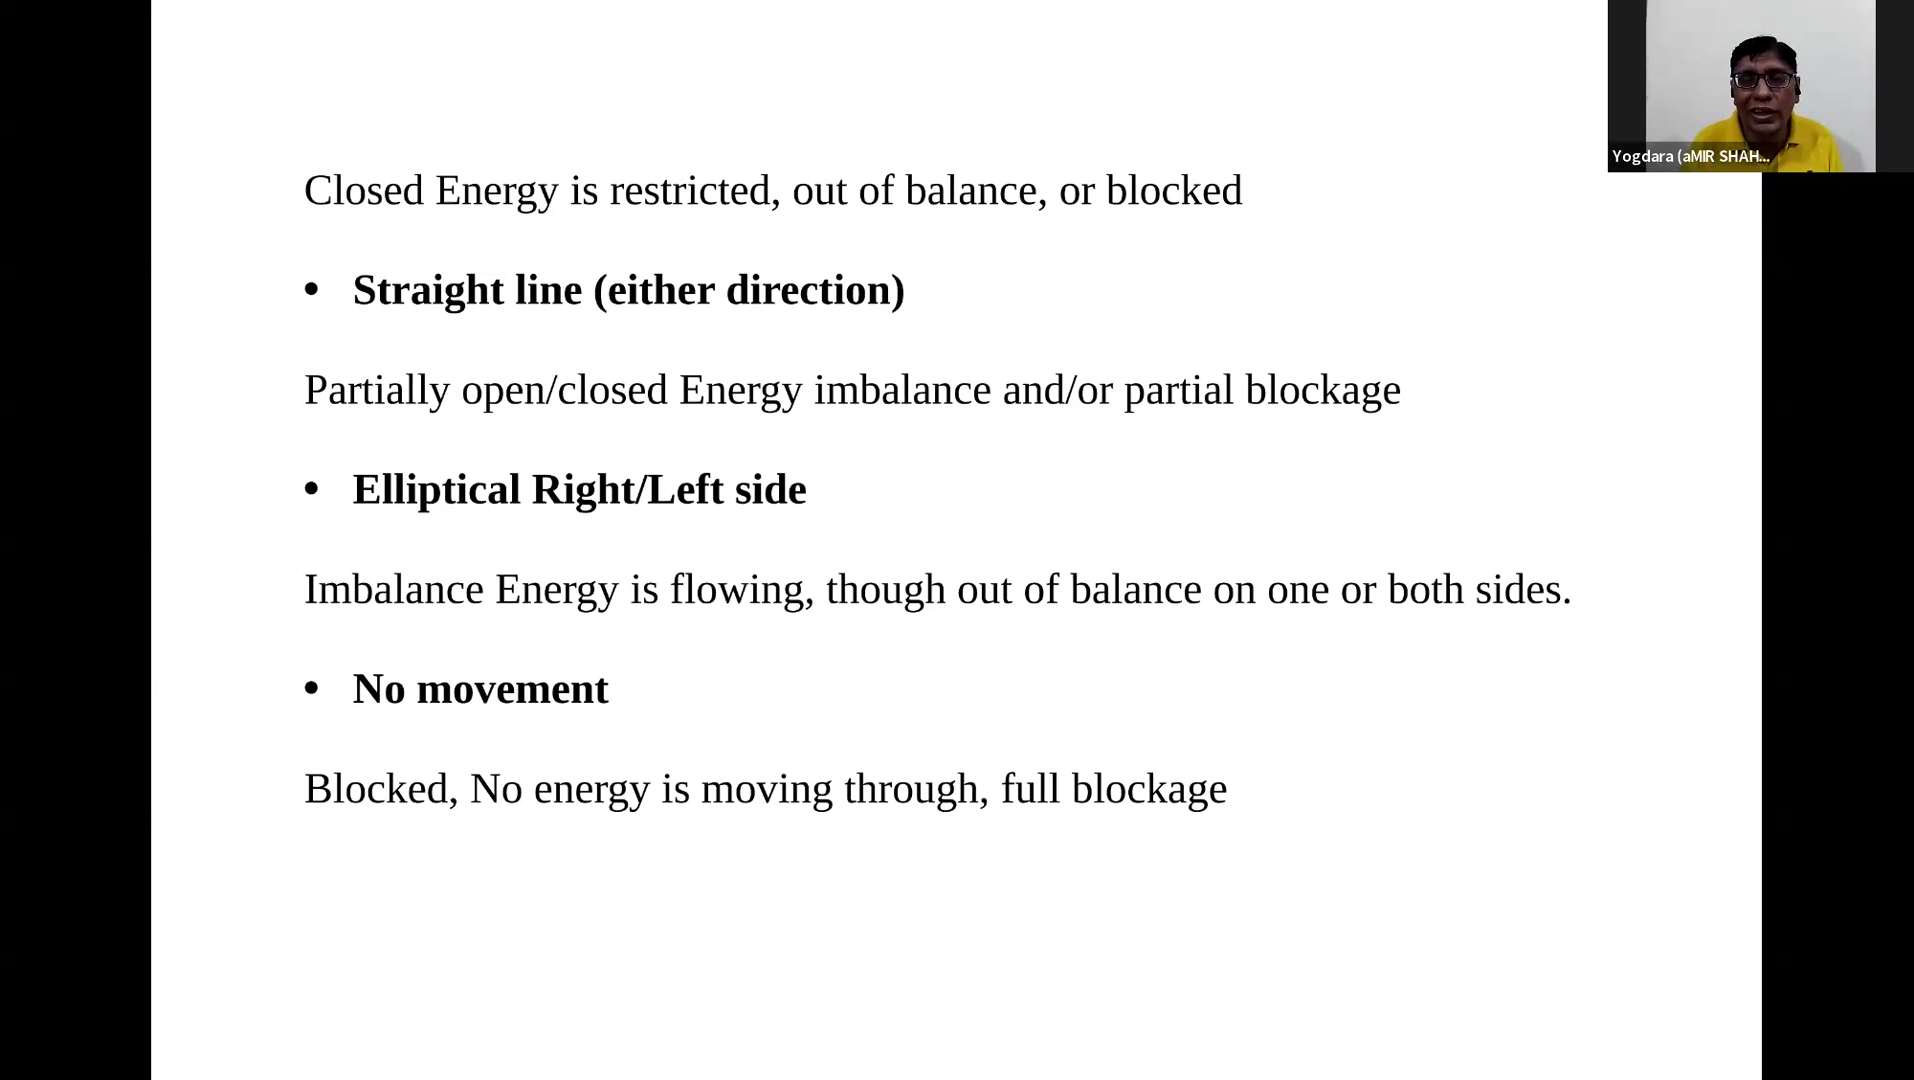 Yogdara (aMIR SHAH...
Closed Energy is restricted, out of balance, or blocked
• Straight line (either direction)
Partially open/closed Energy imbalance and/or partial blockage
• Elliptical Right/Left side
Imbalance Energy is flowing, though out of balance on one or both sides.
• No movement
Blocked, No energy is moving through, full blockage